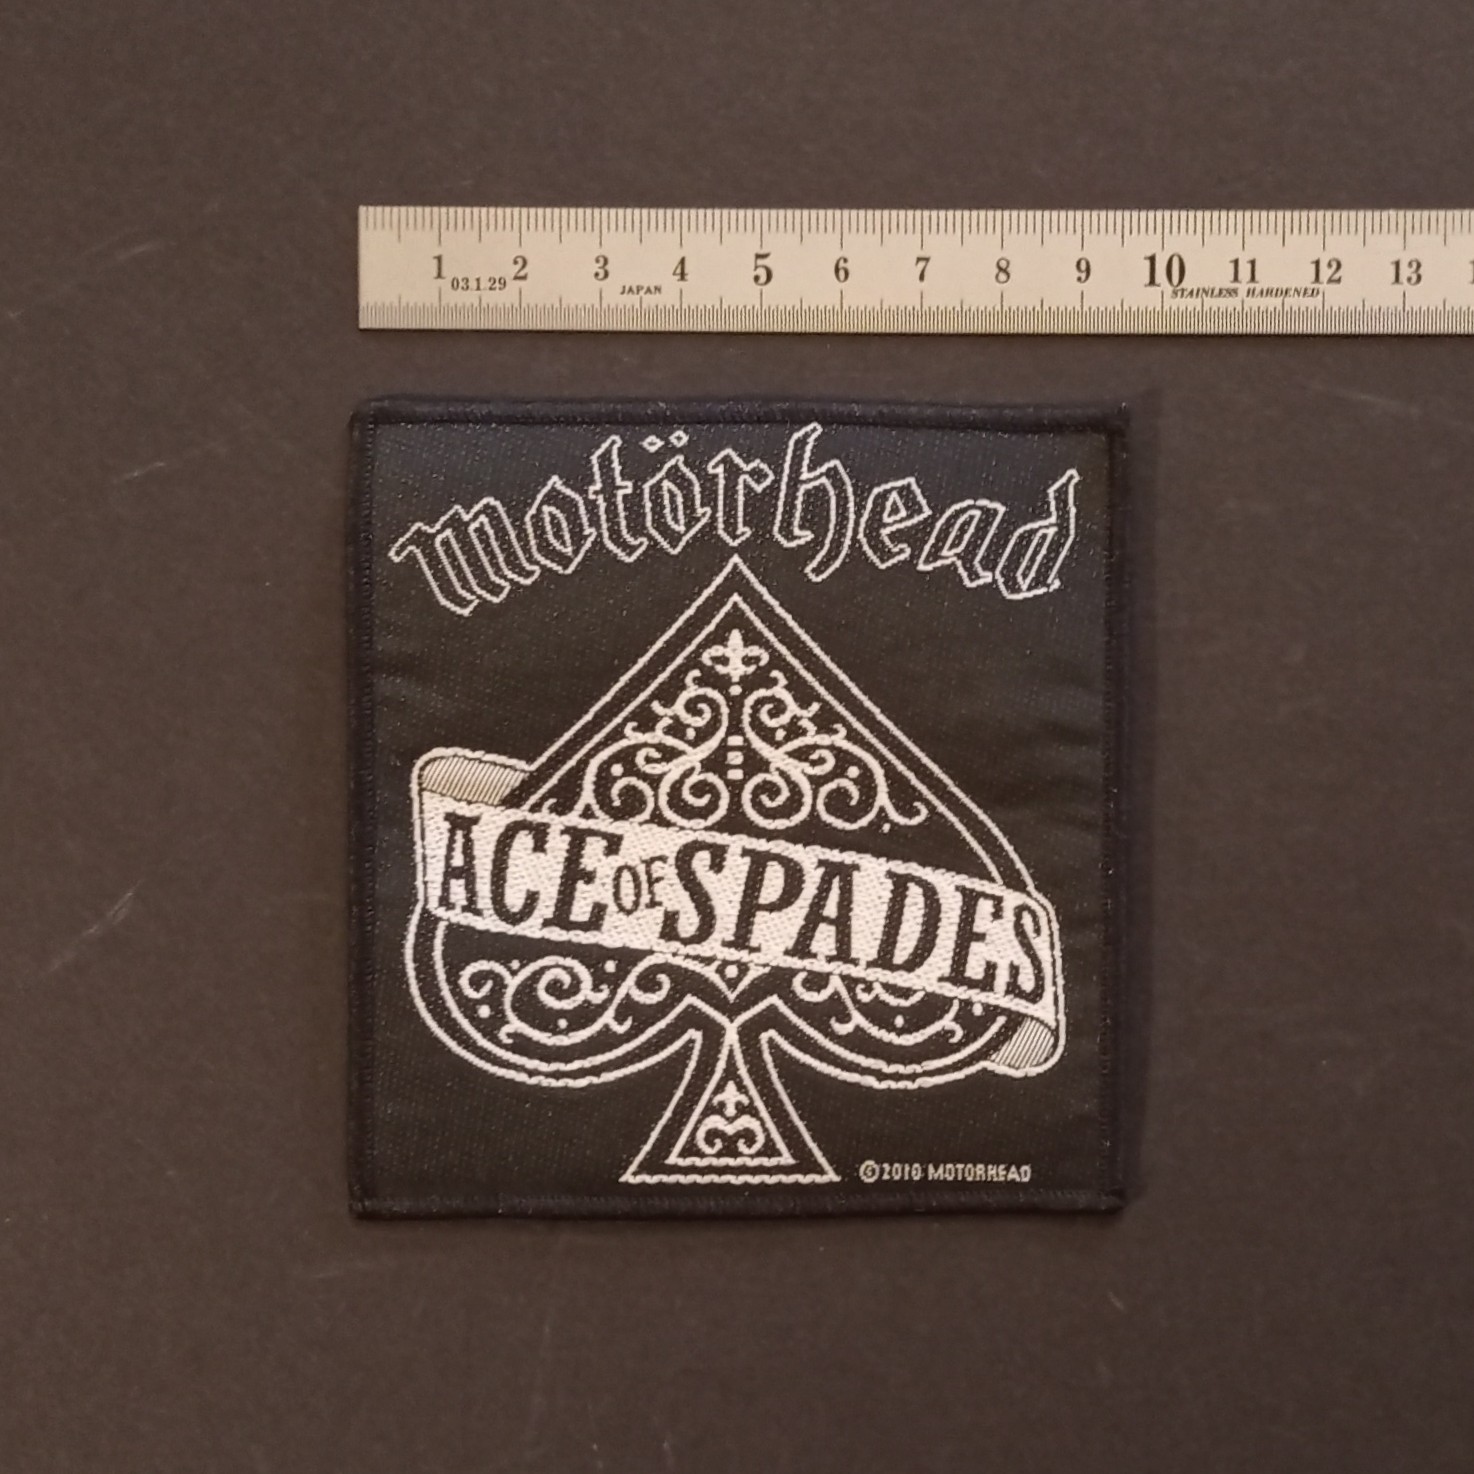 1 2 3 4 5 6 7 8 9 10 11 12 13
03.1.29 JAPAN STAINLESS HARDENED
motörhead
ACE OF SPADES
©2010 MOTORHEAD